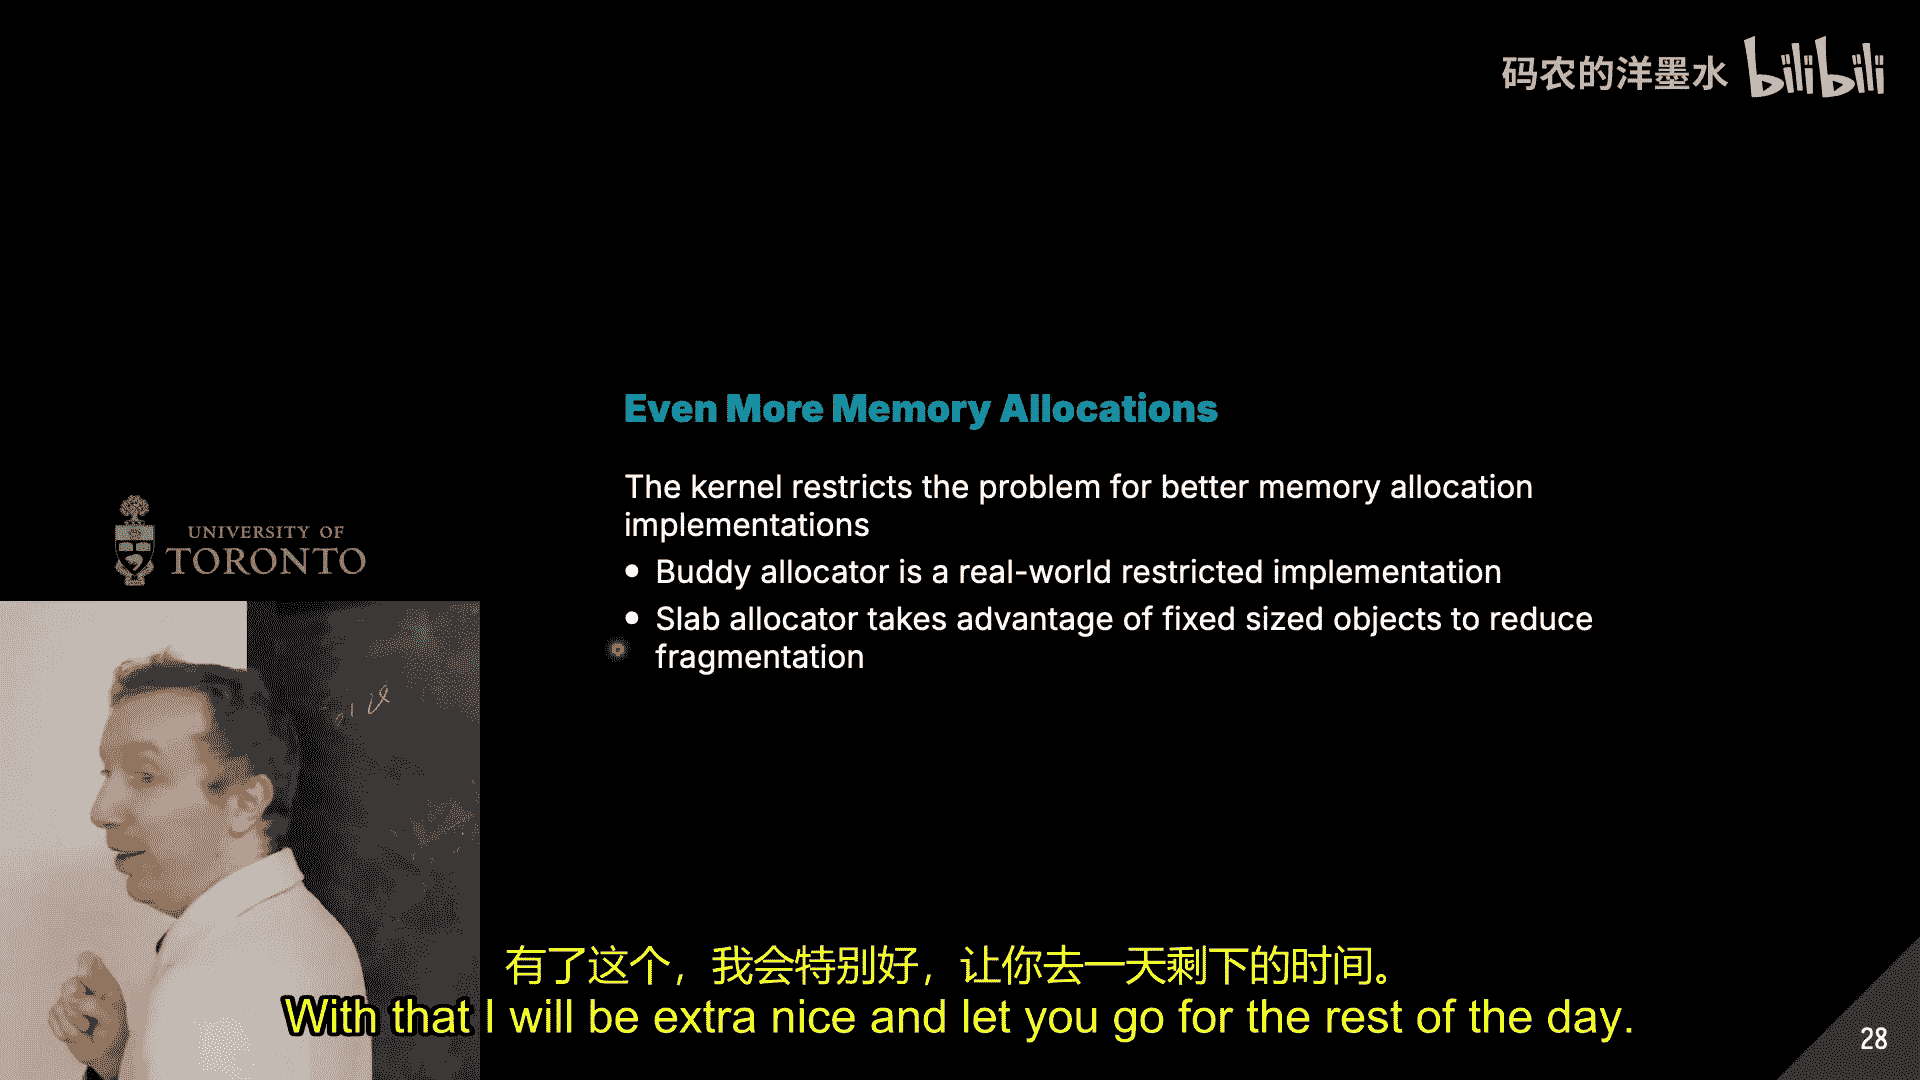 码农的洋墨水 bilibili
Even More Memory Allocations
The kernel restricts the problem for better memory allocation
implementations
• Buddy allocator is a real-world restricted implementation
• Slab allocator takes advantage of fixed sized objects to reduce
fragmentation
UNIVERSITY OF
TORONTO
有了这个，我会特别好，让你去一天剩下的时间。
With that I will be extra nice and let you go for the rest of the day.
28